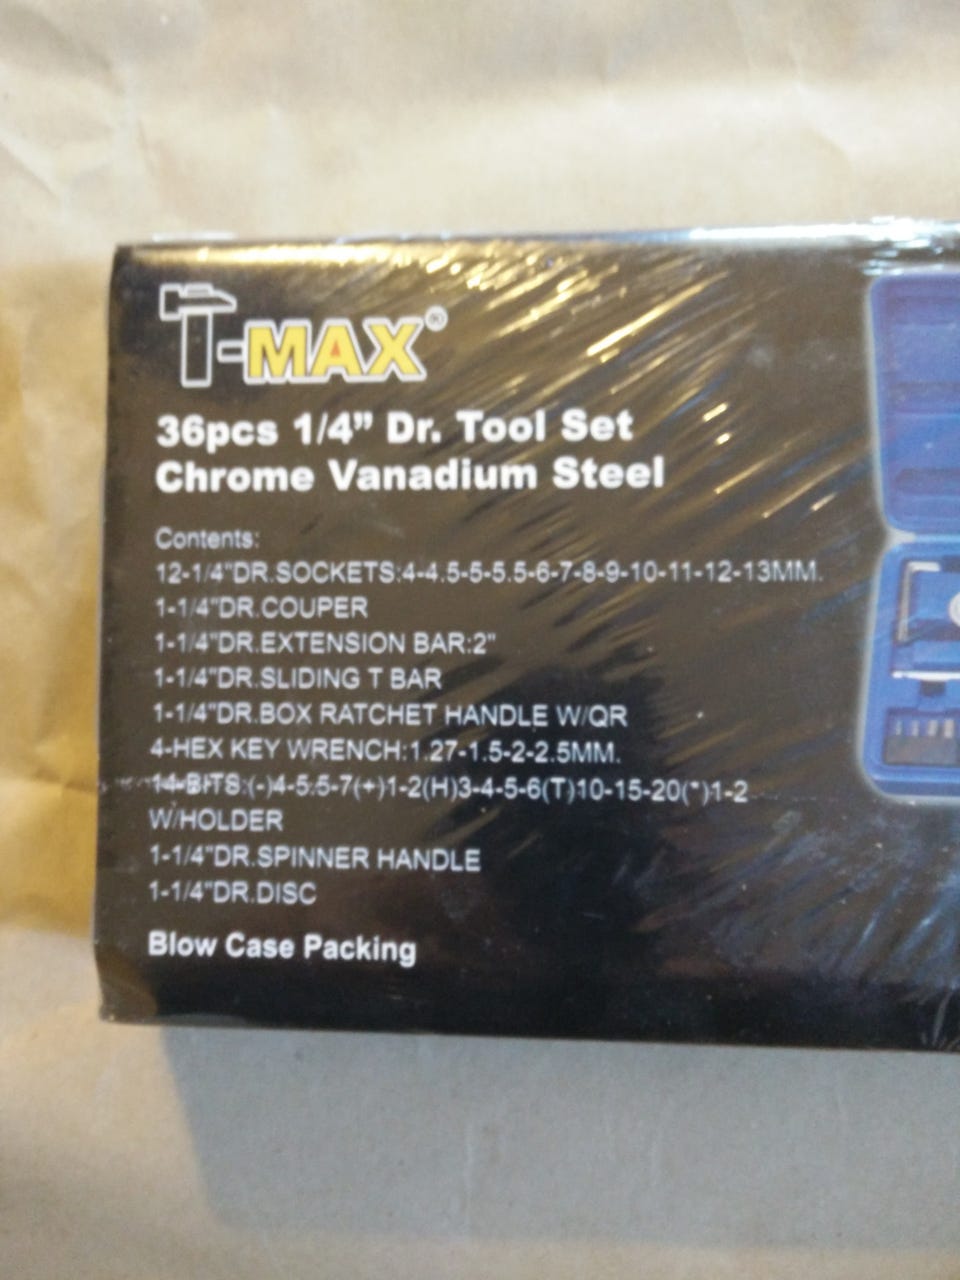 T-MAX®
36pcs 1/4” Dr. Tool Set
Chrome Vanadium Steel
Contents:
12-1/4"DR.SOCKETS:4-4.5-5-5.5-6-7-8-9-10-11-12-13MM.
1-1/4"DR.COUPER
1-1/4"DR.EXTENSION BAR:2"
1-1/4"DR.SLIDING T BAR
1-1/4"DR.BOX RATCHET HANDLE W/QR
4-HEX KEY WRENCH:1.27-1.5-2-2.5MM.
14-BITS:(-)4-5.5-7(+)1-2(H)3-4-5-6(T)10-15-20(*)1-2
W/HOLDER
1-1/4"DR.SPINNER HANDLE
1-1/4"DR.DISC
Blow Case Packing